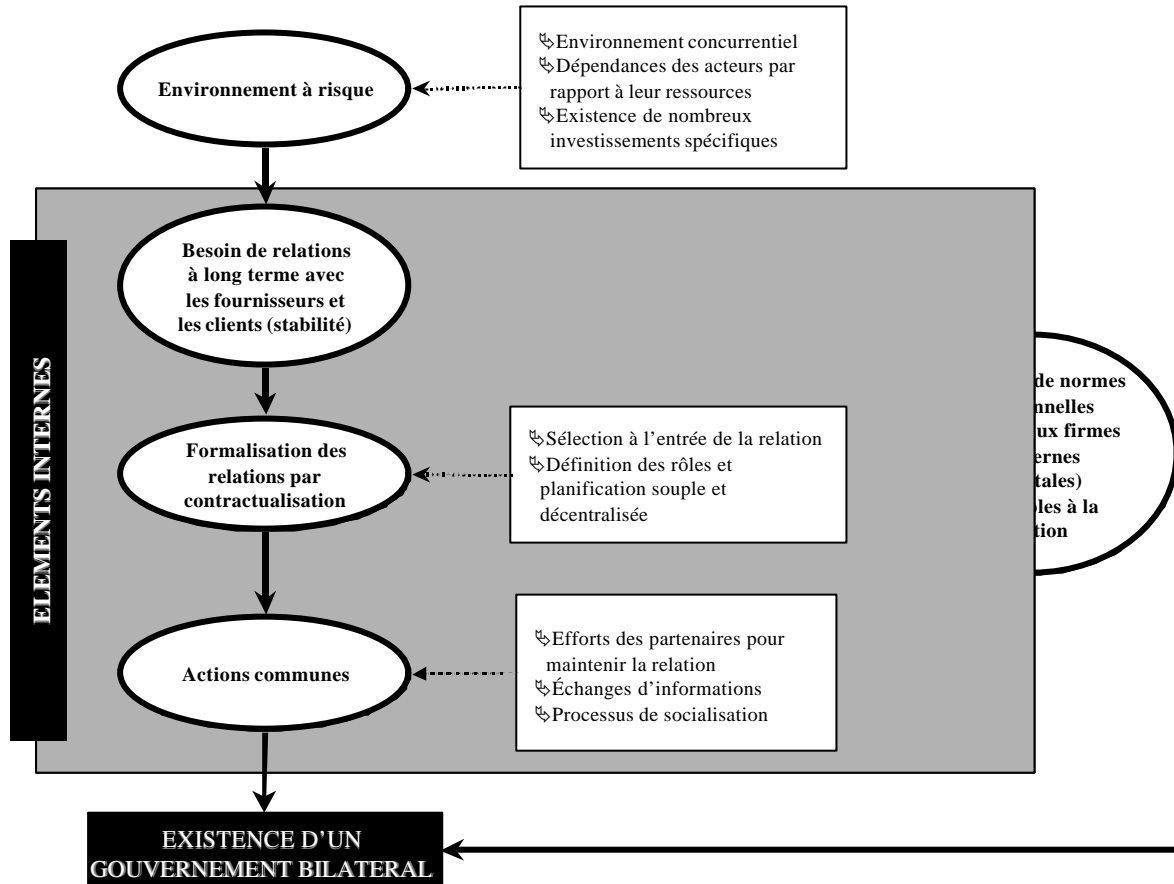 Environnement à risque
Environnement concurrentiel
Dépendances des acteurs par
rapport à leur ressources
Existence de nombreux
investissements spécifiques
ELEMENTS INTERNES
Besoin de relations
à long terme avec
les fournisseurs et
les clients (stabilité)
Formalisation des
relations par
contractualisation
Sélection à l’entrée de la relation
Définition des rôles et
planification souple et
décentralisée
de normes
nnelles
ux firmes
ernes
tales)
les à la
tion
Actions communes
Efforts des partenaires pour
maintenir la relation
Échanges d’informations
Processus de socialisation
EXISTENCE D’UN
GOUVERNEMENT BILATERAL